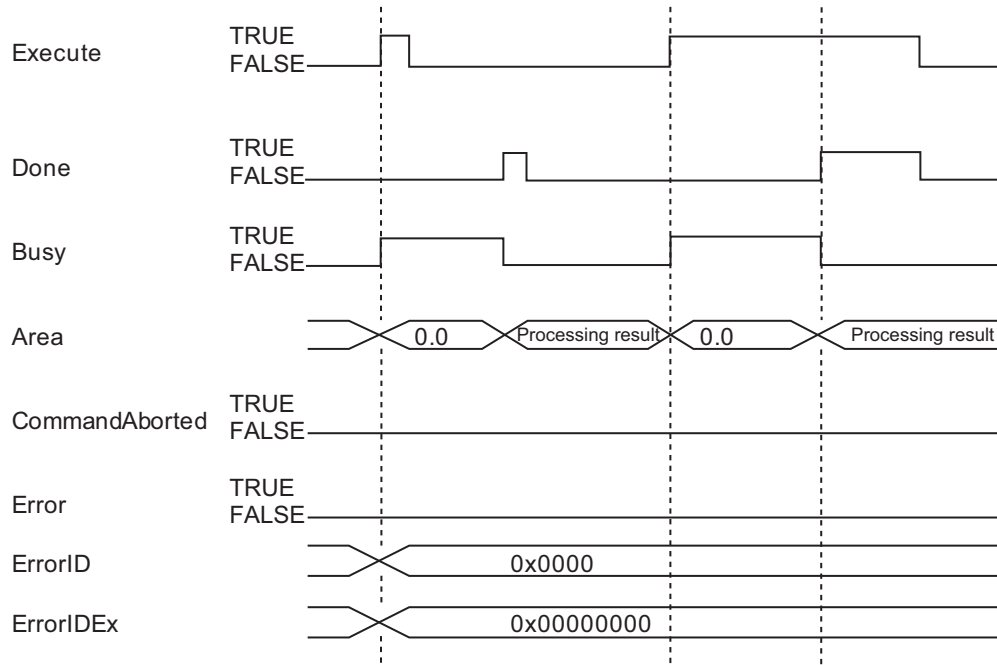 Execute TRUE
FALSE
Done TRUE
FALSE
Busy TRUE
FALSE
Area 0.0 Processing result 0.0 Processing result
CommandAborted TRUE
FALSE
Error TRUE
FALSE
ErrorID 0x0000
ErrorIDEx 0x00000000